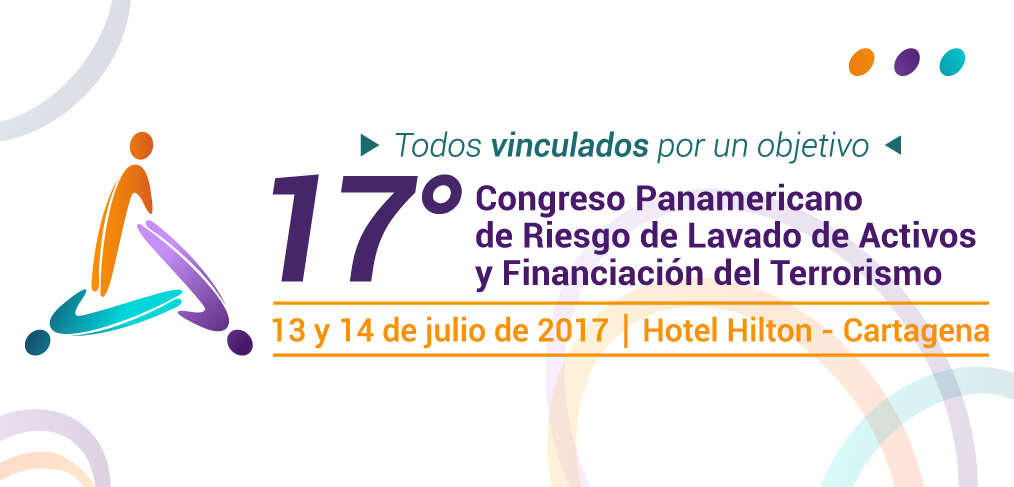 Todos vinculados por un objetivo
17° Congreso Panamericano
de Riesgo de Lavado de Activos
y Financiación del Terrorismo
13 y 14 de julio de 2017 | Hotel Hilton - Cartagena